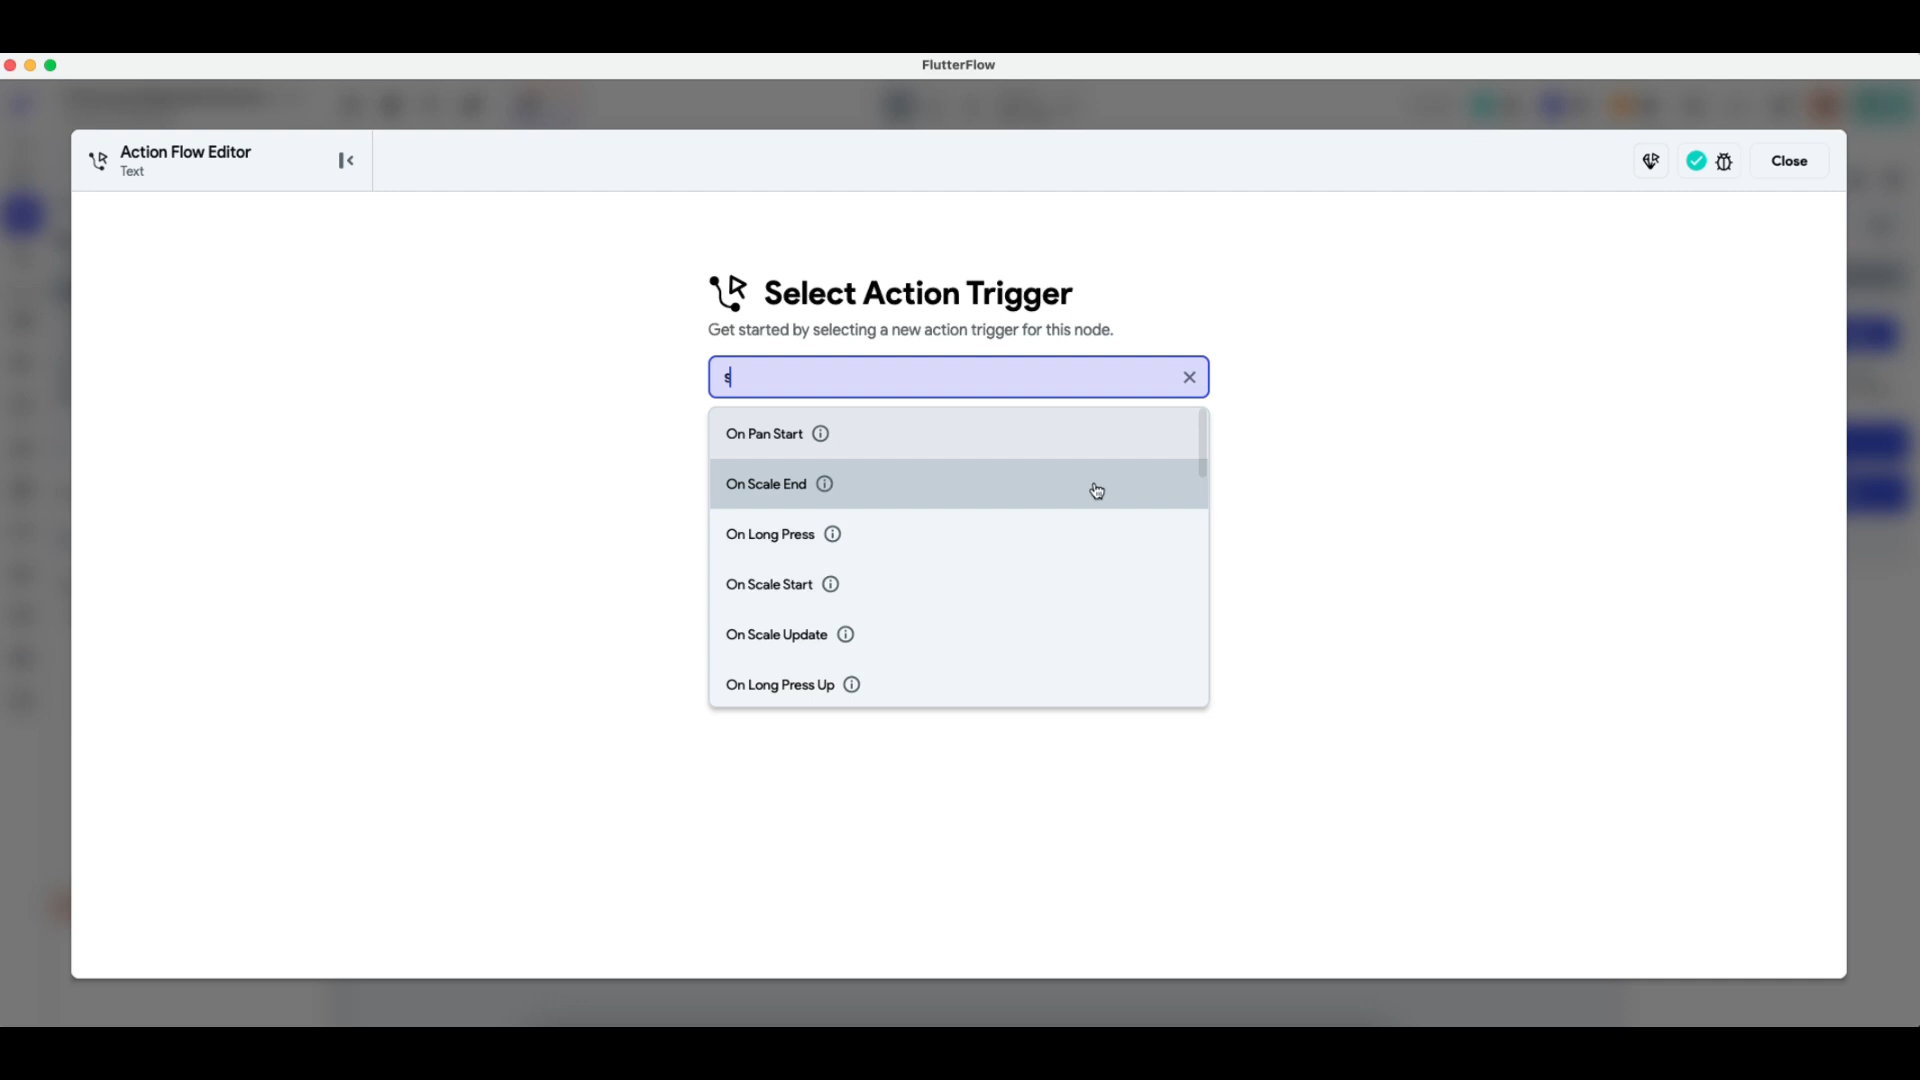 FlutterFlow
Action Flow Editor
Text
Close
Select Action Trigger
Get started by selecting a new action trigger for this node.
s
On Pan Start
On Scale End
On Long Press
On Scale Start
On Scale Update
On Long Press Up